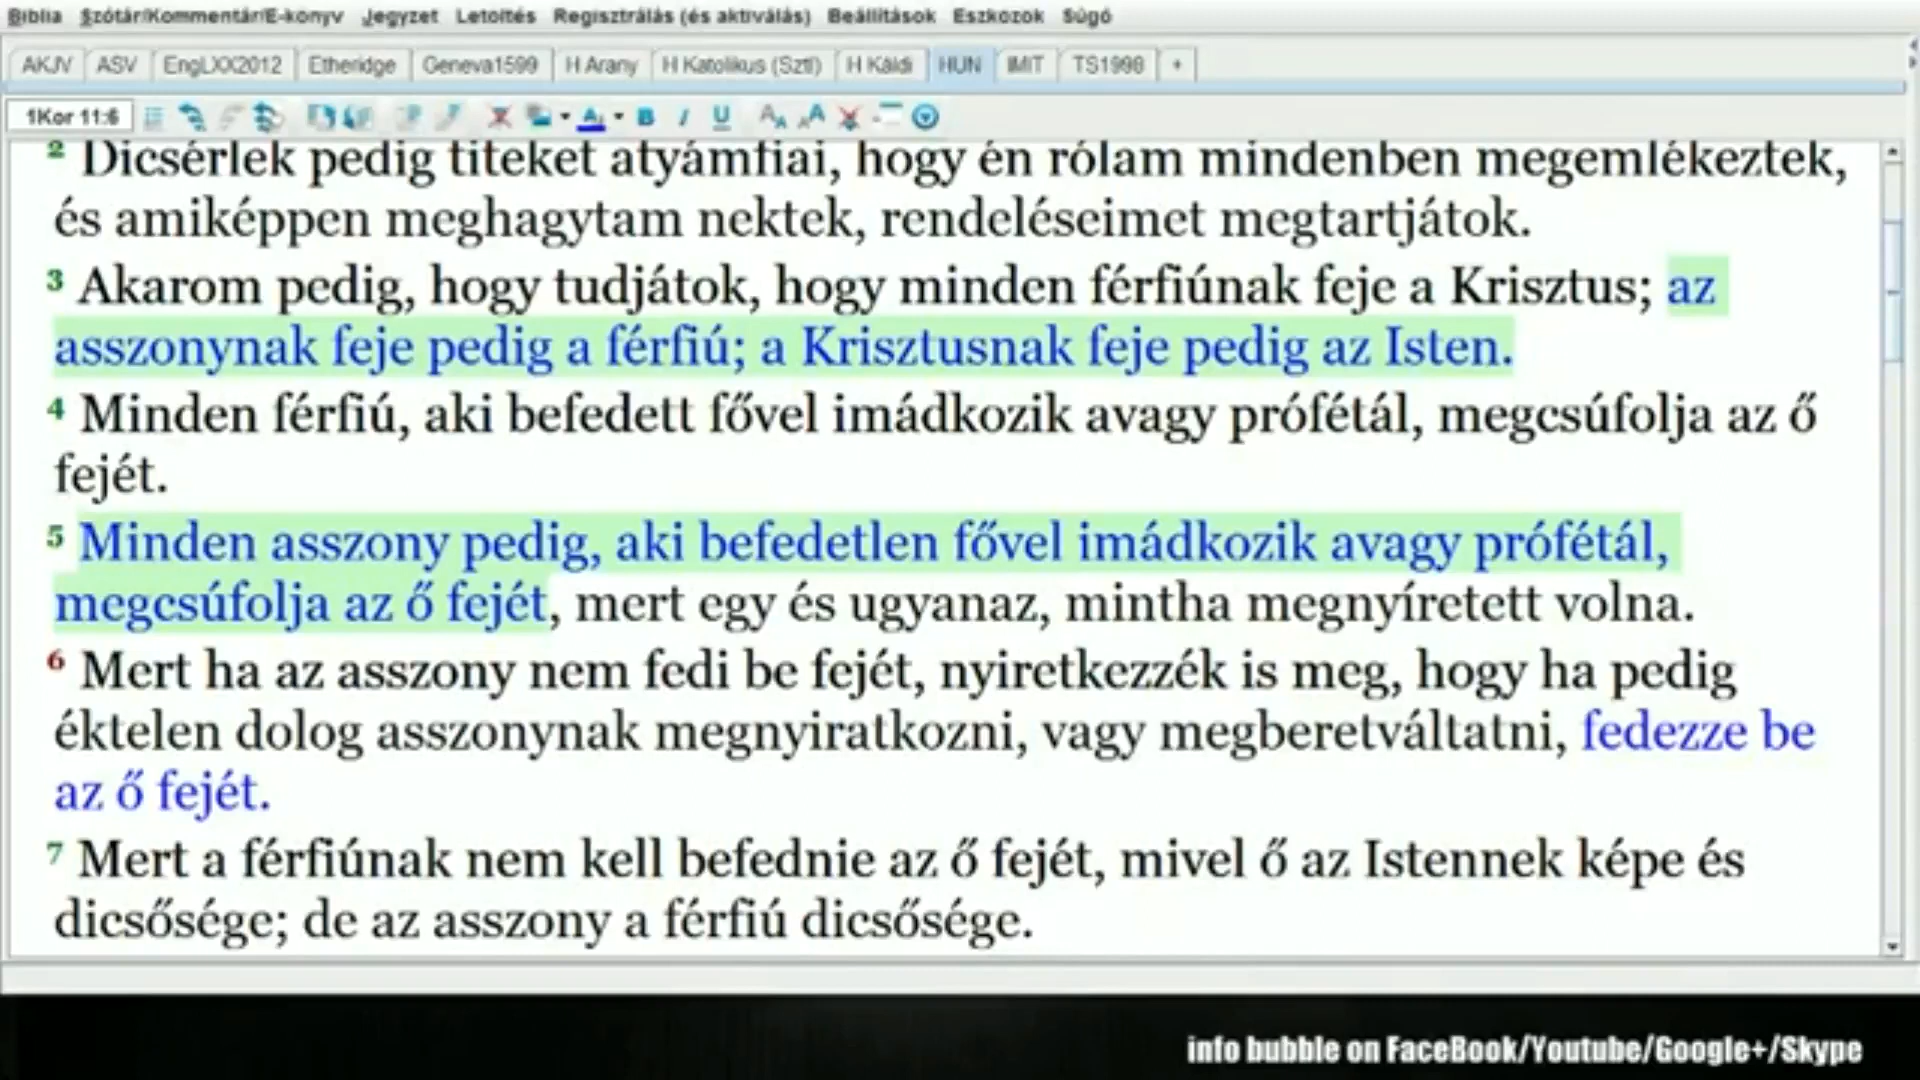 Biblia Szótár/Kommentár/E-könyv Jegyzet Letoltés Regisztrálás (és aktiválás) Beállítások Eszkozok Súgó
AKJV ASV EngLXX2012 Etheridge Geneva1599 H Arany H Katolikus (SztI) H Káldi HUN IMIT TS1998 +
1Kor 11:6
2 Dicsérlek pedig titeket atyámfiai, hogy én rólam mindenben megemlékeztek,
és amiképpen meghagytam nektek, rendeléseimet megtartjátok.
3 Akarom pedig, hogy tudjátok, hogy minden férfiúnak feje a Krisztus; az
asszonynak feje pedig a férfiú; a Krisztusnak feje pedig az Isten.
4 Minden férfiú, aki befedett fővel imádkozik avagy prófétál, megcsúfolja az ő
fejét.
5 Minden asszony pedig, aki befedetlen fővel imádkozik avagy prófétál,
megcsúfolja az ő fejét, mert egy és ugyanaz, mintha megnyíretett volna.
6 Mert ha az asszony nem fedi be fejét, nyiretkezzék is meg, hogy ha pedig
éktelen dolog asszonynak megnyiratkozni, vagy megberetváltatni, fedezze be
az ő fejét.
7 Mert a férfiúnak nem kell befednie az ő fejét, mivel ő az Istennek képe és
dicsősége; de az asszony a férfiú dicsősége.
info bubble on FaceBook/Youtube/Google+/Skype